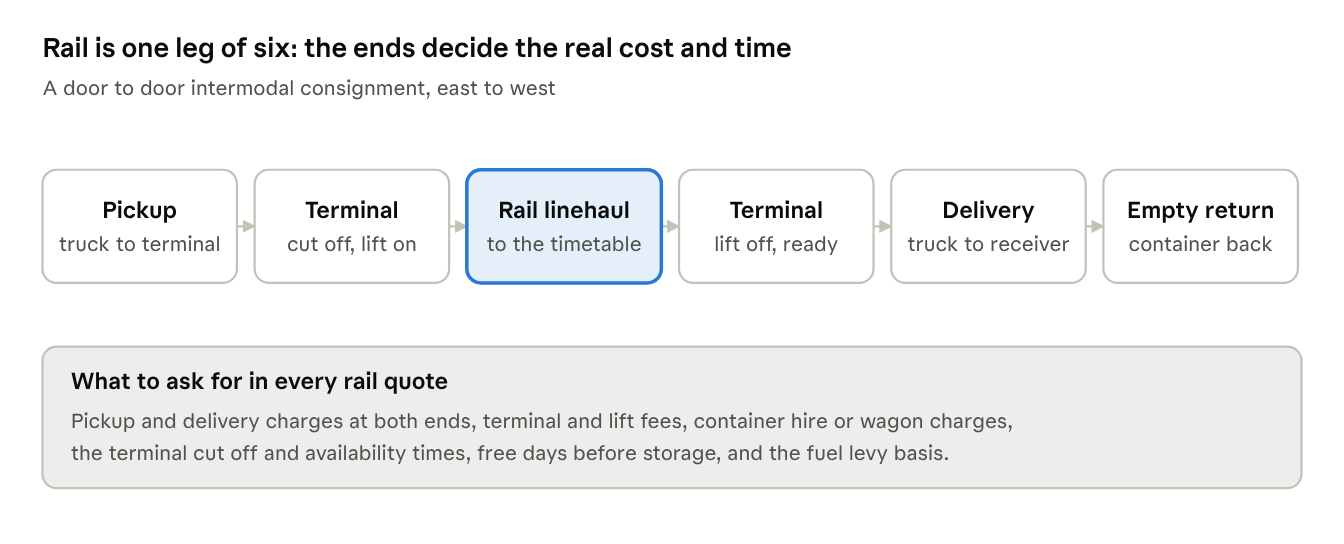 Rail is one leg of six: the ends decide the real cost and time
A door to door intermodal consignment, east to west
Pickup
truck to terminal
Terminal
cut off, lift on
Rail linehaul
to the timetable
Terminal
lift off, ready
Delivery
truck to receiver
Empty return
container back
What to ask for in every rail quote
Pickup and delivery charges at both ends, terminal and lift fees, container hire or wagon charges,
the terminal cut off and availability times, free days before storage, and the fuel levy basis.